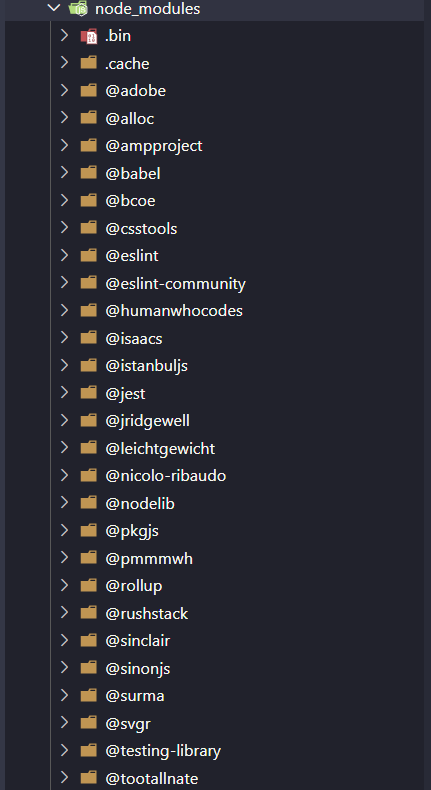 node_modules
.bin
.cache
@adobe
@alloc
@ampproject
@babel
@bcoe
@csstools
@eslint
@eslint-community
@humanwhocodes
@isaacs
@istanbuljs
@jest
@jridgewell
@leichtgewicht
@nicolo-ribaudo
@nodelib
@pkgjs
@pmmmwh
@rollup
@rushstack
@sinclair
@sinonjs
@surma
@svgr
@testing-library
@tootallnate